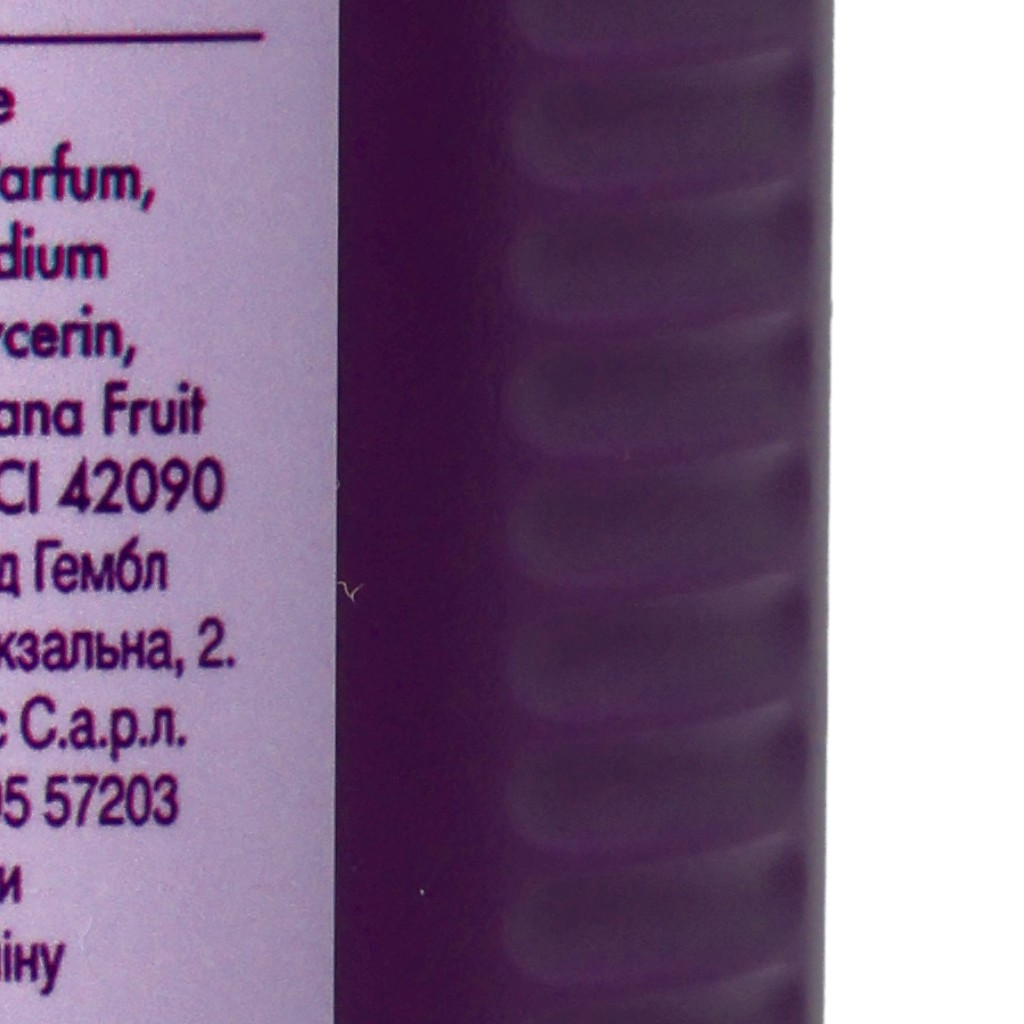 e
arfum,
dium
ycerin,
ana Fruit
CI 42090
д Гембл
кзальна, 2.
є С.а.р.л.
05 57203
и
іну